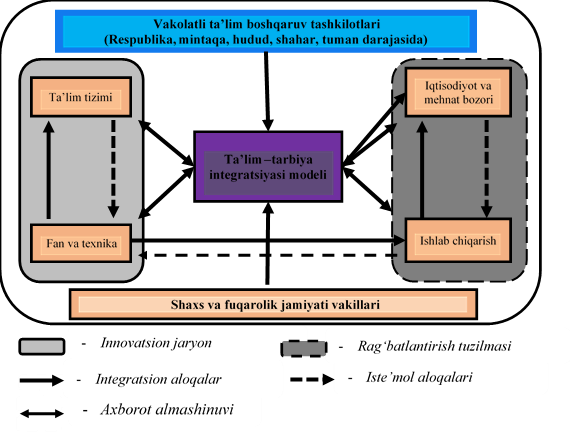 Vakolatli ta’lim boshqaruv tashkilotlari
(Respublika, mintaqa, hudud, shahar, tuman darajasida)
Ta’lim tizimi
Iqtisodiyot va
mehnat bozori
Ta’lim –tarbiya
integratsiyasi modeli
Fan va texnika
Ishlab chiqarish
Shaxs va fuqarolik jamiyati vakillari
- Innovatsion jaryon
- Rag‘batlantirish tuzilmasi
- Integratsion aloqalar
- Iste’mol aloqalari
- Axborot almashinuvi